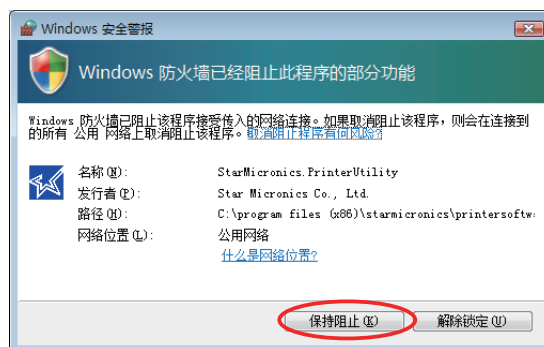 Windows 安全警报
Windows 防火墙已经阻止此程序的部分功能
Windows 防火墙已阻止该程序接受传入的网络连接。如果取消阻止该程序，则会在连接到
的所有 公用 网络上取消阻止该程序。取消阻止程序有何风险?
名称(N): StarMicronics.PrinterUtility
发行者(P): Star Micronics Co., Ltd.
路径(H): C:\program files (x86)\starmicronics\printersoftw
网络位置(L): 公用网络
什么是网络位置?
保持阻止(K) 解除锁定(U)